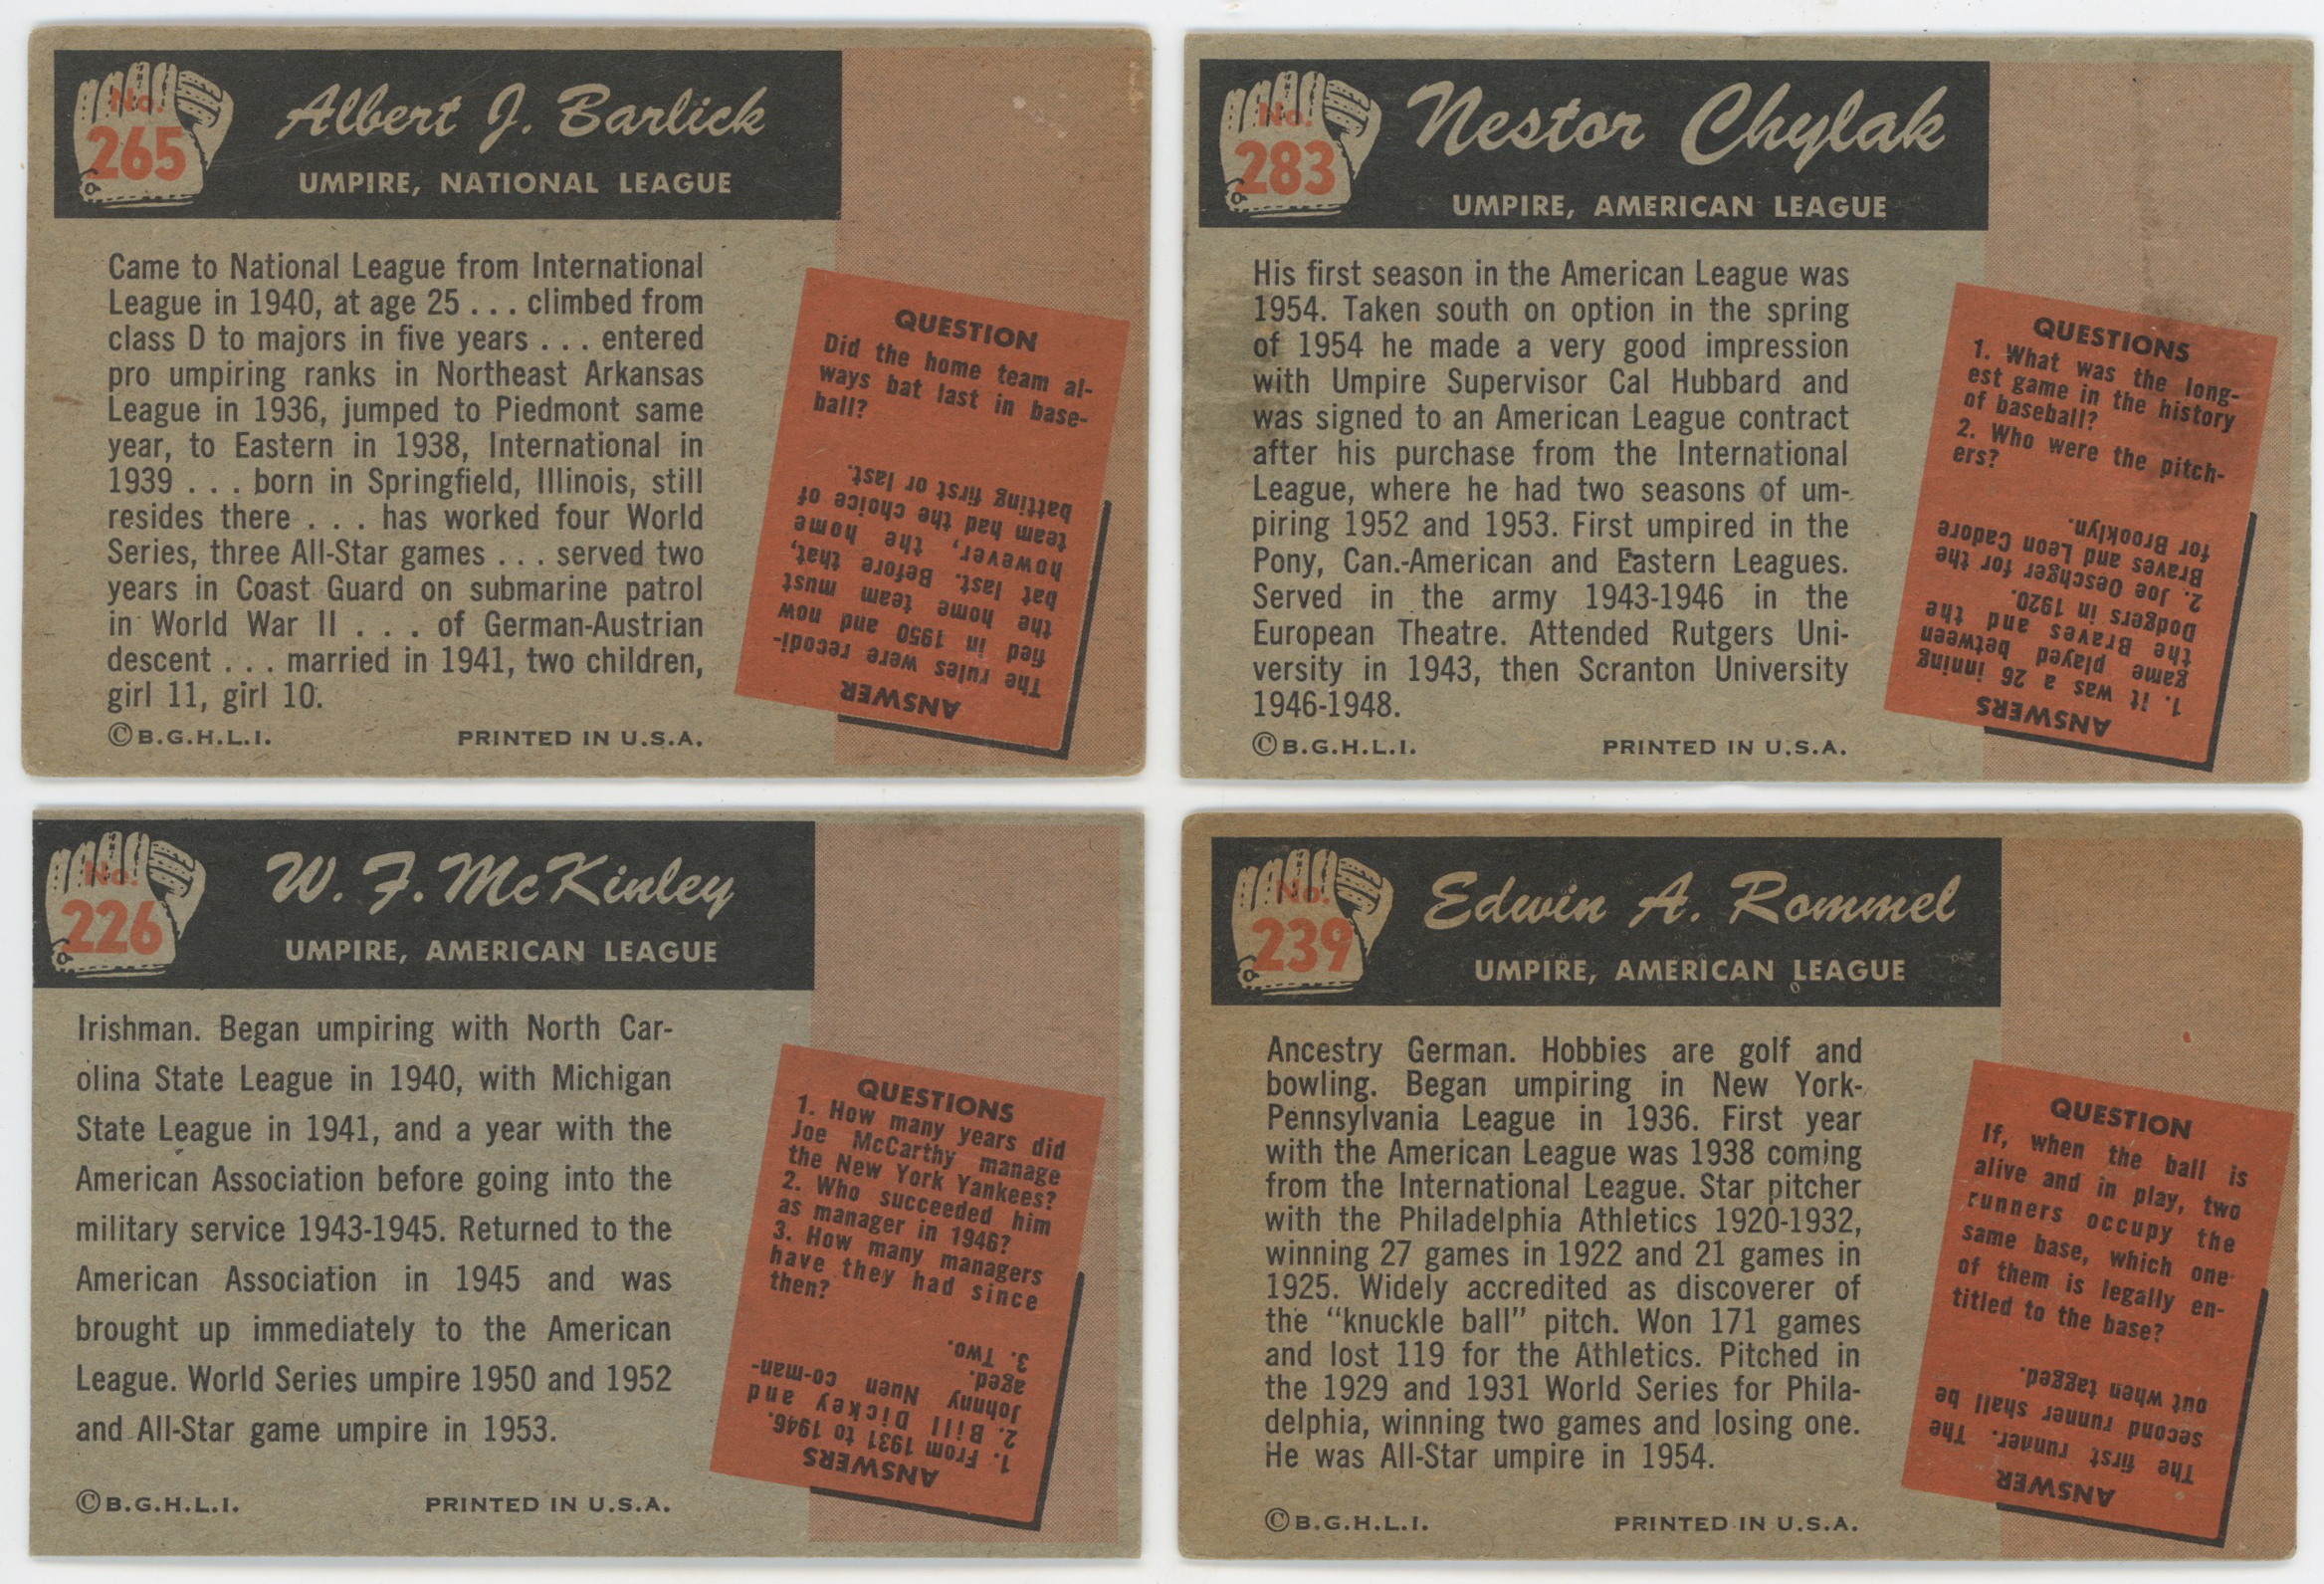 No.
265
Albert J. Barlick
UMPIRE, NATIONAL LEAGUE
Came to National League from International
League in 1940, at age 25 . . . climbed from
class D to majors in five years . . . entered
pro umpiring ranks in Northeast Arkansas
League in 1936, jumped to Piedmont same
year, to Eastern in 1938, International in
1939 . . . born in Springfield, Illinois, still
resides there . . . has worked four World
Series, three All-Star games . . . served two
years in Coast Guard on submarine patrol
in World War II . . . of German-Austrian
descent . . . married in 1941, two children,
girl 11, girl 10.
©B.G.H.L.I.
PRINTED IN U.S.A.
QUESTION
Did the home team al-
ways bat last in base-
ball?
ANSWER
The rules were recodi-
fied in 1950 and now
the home team must
bat last. Before that,
however, the home
team had the choice of
batting first or last.
No.
283
Nestor Chylak
UMPIRE, AMERICAN LEAGUE
His first season in the American League was
1954. Taken south on option in the spring
of 1954 he made a very good impression
with Umpire Supervisor Cal Hubbard and
was signed to an American League contract
after his purchase from the International
League, where he had two seasons of um-
piring 1952 and 1953. First umpired in the
Pony, Can.-American and Eastern Leagues.
Served in the army 1943-1946 in the
European Theatre. Attended Rutgers Uni-
versity in 1943, then Scranton University
1946-1948.
©B.G.H.L.I.
PRINTED IN U.S.A.
QUESTIONS
1. What was the long-
est game in the history
of baseball?
2. Who were the pitch-
ers?
ANSWERS
1. it was a 26 inning
game played between
the Braves and the
Dodgers in 1920.
2. Joe Oeschger for the
Braves and Leon Cadore
for Brooklyn.
No.
226
W. F. McKinley
UMPIRE, AMERICAN LEAGUE
Irishman. Began umpiring with North Car-
olina State League in 1940, with Michigan
State League in 1941, and a year with the
American Association before going into the
military service 1943-1945. Returned to the
American Association in 1945 and was
brought up immediately to the American
League. World Series umpire 1950 and 1952
and All-Star game umpire in 1953.
©B.G.H.L.I.
PRINTED IN U.S.A.
QUESTIONS
1. How many years did
Joe McCarthy manage
the New York Yankees?
2. Who succeeded him
as manager in 1946?
3. How many managers
have they had since
then?
ANSWERS
1. From 1931 to 1946.
2. Bill Dickey and
Johnny Nuen co-man-
aged.
3. Two.
No.
239
Edwin A. Rommel
UMPIRE, AMERICAN LEAGUE
Ancestry German. Hobbies are golf and
bowling. Began umpiring in New York-
Pennsylvania League in 1936. First year
with the American League was 1938 coming
from the International League. Star pitcher
with the Philadelphia Athletics 1920-1932,
winning 27 games in 1922 and 21 games in
1925. Widely accredited as discoverer of
the “knuckle ball” pitch. Won 171 games
and lost 119 for the Athletics. Pitched in
the 1929 and 1931 World Series for Phila-
delphia, winning two games and losing one.
He was All-Star umpire in 1954.
©B.G.H.L.I.
PRINTED IN U.S.A.
QUESTION
If, when the ball is
alive and in play, two
runners occupy the
same base, which one
of them is legally en-
titled to the base?
ANSWER
The first runner. The
second runner shall be
out when tagged.